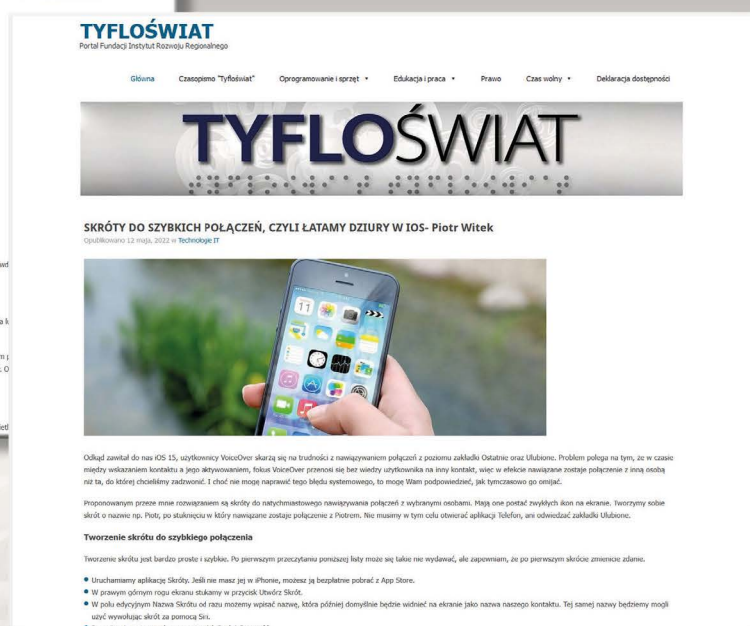 TYFLOŚWIAT
Portal Fundacji Instytut Rozwoju Regionalnego
Główna Czasopismo "Tyfloświat" Oprogramowanie i sprzęt Edukacja i praca Prawo Czas wolny Deklaracja dostępności
TYFLOŚWIAT
SKRÓTY DO SZYBKICH POŁĄCZEŃ, CZYLI ŁATAMY DZIURY W IOS- Piotr Witek
Opublikowano 12 maja, 2022 w Technologie IT
11
Odkąd zawitał do nas iOS 15, użytkownicy VoiceOver skarżą się na trudności z nawiązywaniem połączeń z poziomu zakładki Ostatnie oraz Ulubione. Problem polega na tym, że w czasie
między wskazaniem kontaktu a jego aktywowaniem, fokus VoiceOver przenosi się bez wiedzy użytkownika na inny kontakt, więc w efekcie nawiązane zostaje połączenie z inną osobą
niż ta, do której chcieliśmy zadzwonić. I choć nie mogę naprawić tego błędu systemowego, to mogę Wam podpowiedzieć, jak tymczasowo go omijać.
Proponowanym przeze mnie rozwiązaniem są skróty do natychmiastowego nawiązywania połączeń z wybranymi osobami. Mają one postać zwykłych ikon na ekranie. Tworzymy sobie
skrót o nazwie np. Piotr, po stuknięciu w który nawiązane zostaje połączenie z Piotrem. Nie musimy w tym celu otwierać aplikacji Telefon, ani odwiedzać zakładki Ulubione.
Tworzenie skrótu do szybkiego połączenia
Tworzenie skrótu jest bardzo proste i szybkie. Po pierwszym przeczytaniu poniższej listy może się takie nie wydawać, ale zapewniam, że po pierwszym skrócie zmienicie zdanie.
Uruchamiamy aplikację Skróty. Jeśli nie masz jej w iPhonie, możesz ją bezpłatnie pobrać z App Store.
W prawym górnym rogu ekranu stukamy w przycisk Utwórz Skrót.
W polu edycyjnym Nazwa Skrótu od razu możemy wpisać nazwę, która później domyślnie będzie widnieć na ekranie jako nazwa naszego kontaktu. Tej samej nazwy będziemy mogli
użyć wywołując skrót za pomocą Siri.